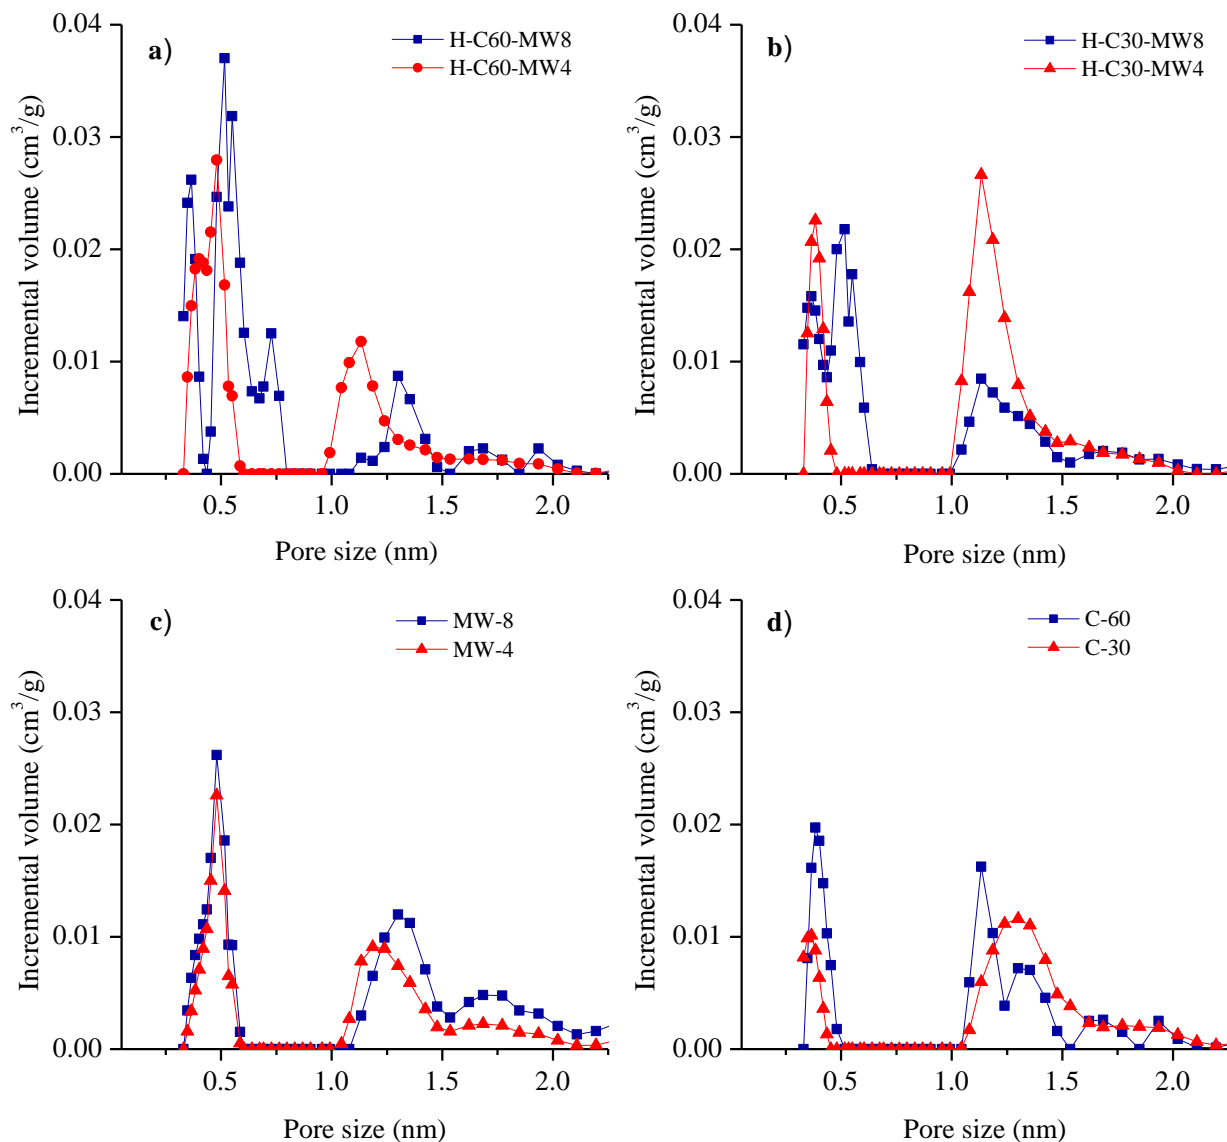 a)
H-C60-MW8
H-C60-MW4
0.04
0.03
0.02
0.01
0.00
Incremental volume (cm³/g)
0.5 1.0 1.5 2.0
Pore size (nm)
b)
H-C30-MW8
H-C30-MW4
0.04
0.03
0.02
0.01
0.00
Incremental volume (cm³/g)
0.5 1.0 1.5 2.0
Pore size (nm)
c)
MW-8
MW-4
0.04
0.03
0.02
0.01
0.00
Incremental volume (cm³/g)
0.5 1.0 1.5 2.0
Pore size (nm)
d)
C-60
C-30
0.04
0.03
0.02
0.01
0.00
Incremental volume (cm³/g)
0.5 1.0 1.5 2.0
Pore size (nm)